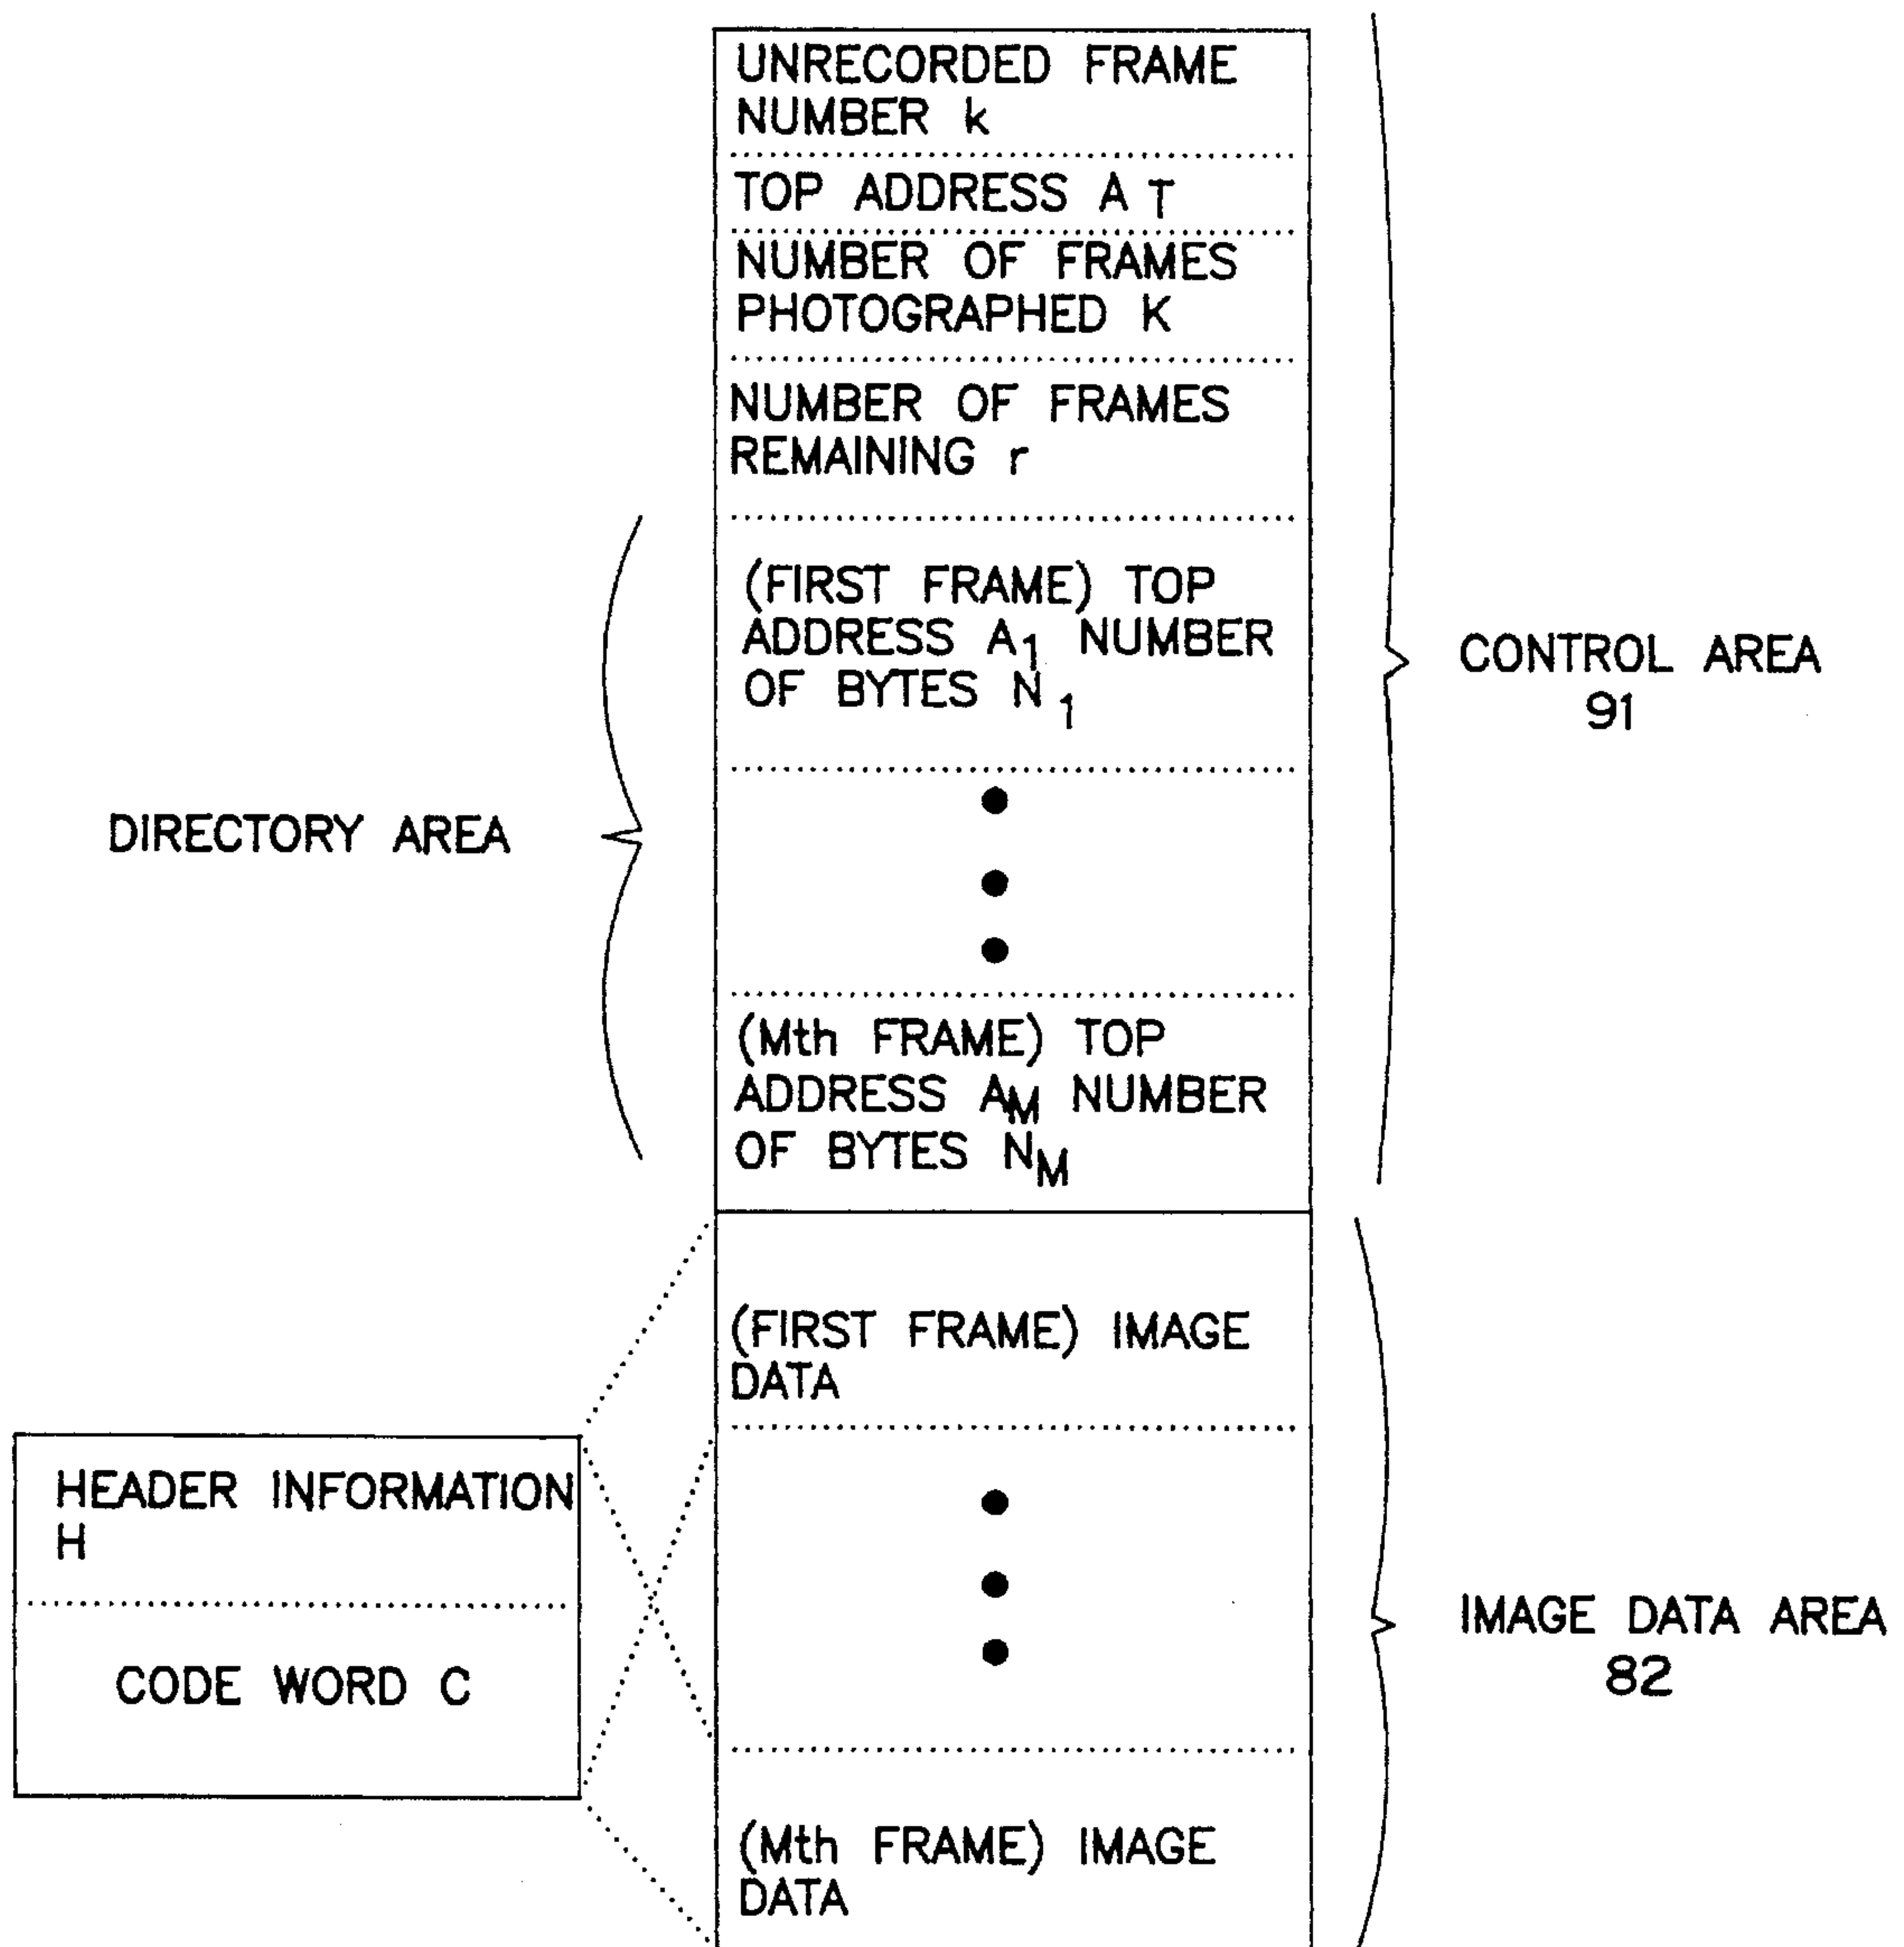 UNRECORDED FRAME
NUMBER k
TOP ADDRESS A T
NUMBER OF FRAMES
PHOTOGRAPHED K
NUMBER OF FRAMES
REMAINING r
(FIRST FRAME) TOP
ADDRESS A1 NUMBER
OF BYTES N1
CONTROL AREA
91
DIRECTORY AREA
(Mth FRAME) TOP
ADDRESS AM NUMBER
OF BYTES NM
(FIRST FRAME) IMAGE
DATA
HEADER INFORMATION
H
CODE WORD C
IMAGE DATA AREA
82
(Mth FRAME) IMAGE
DATA